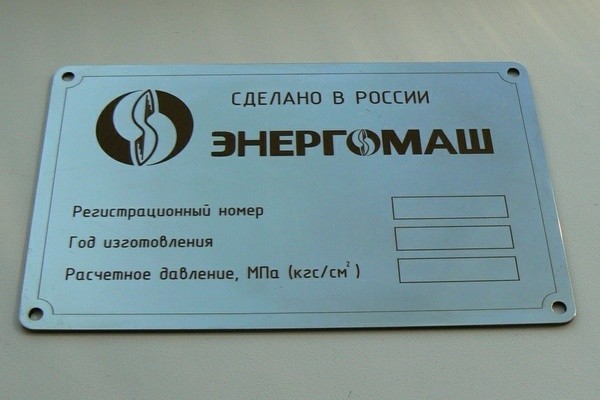 СДЕЛАНО В РОССИИ
ЭНЕРГОМАШ
Регистрационный номер
Год изготовления
Расчетное давление, МПа (кгс/см²)